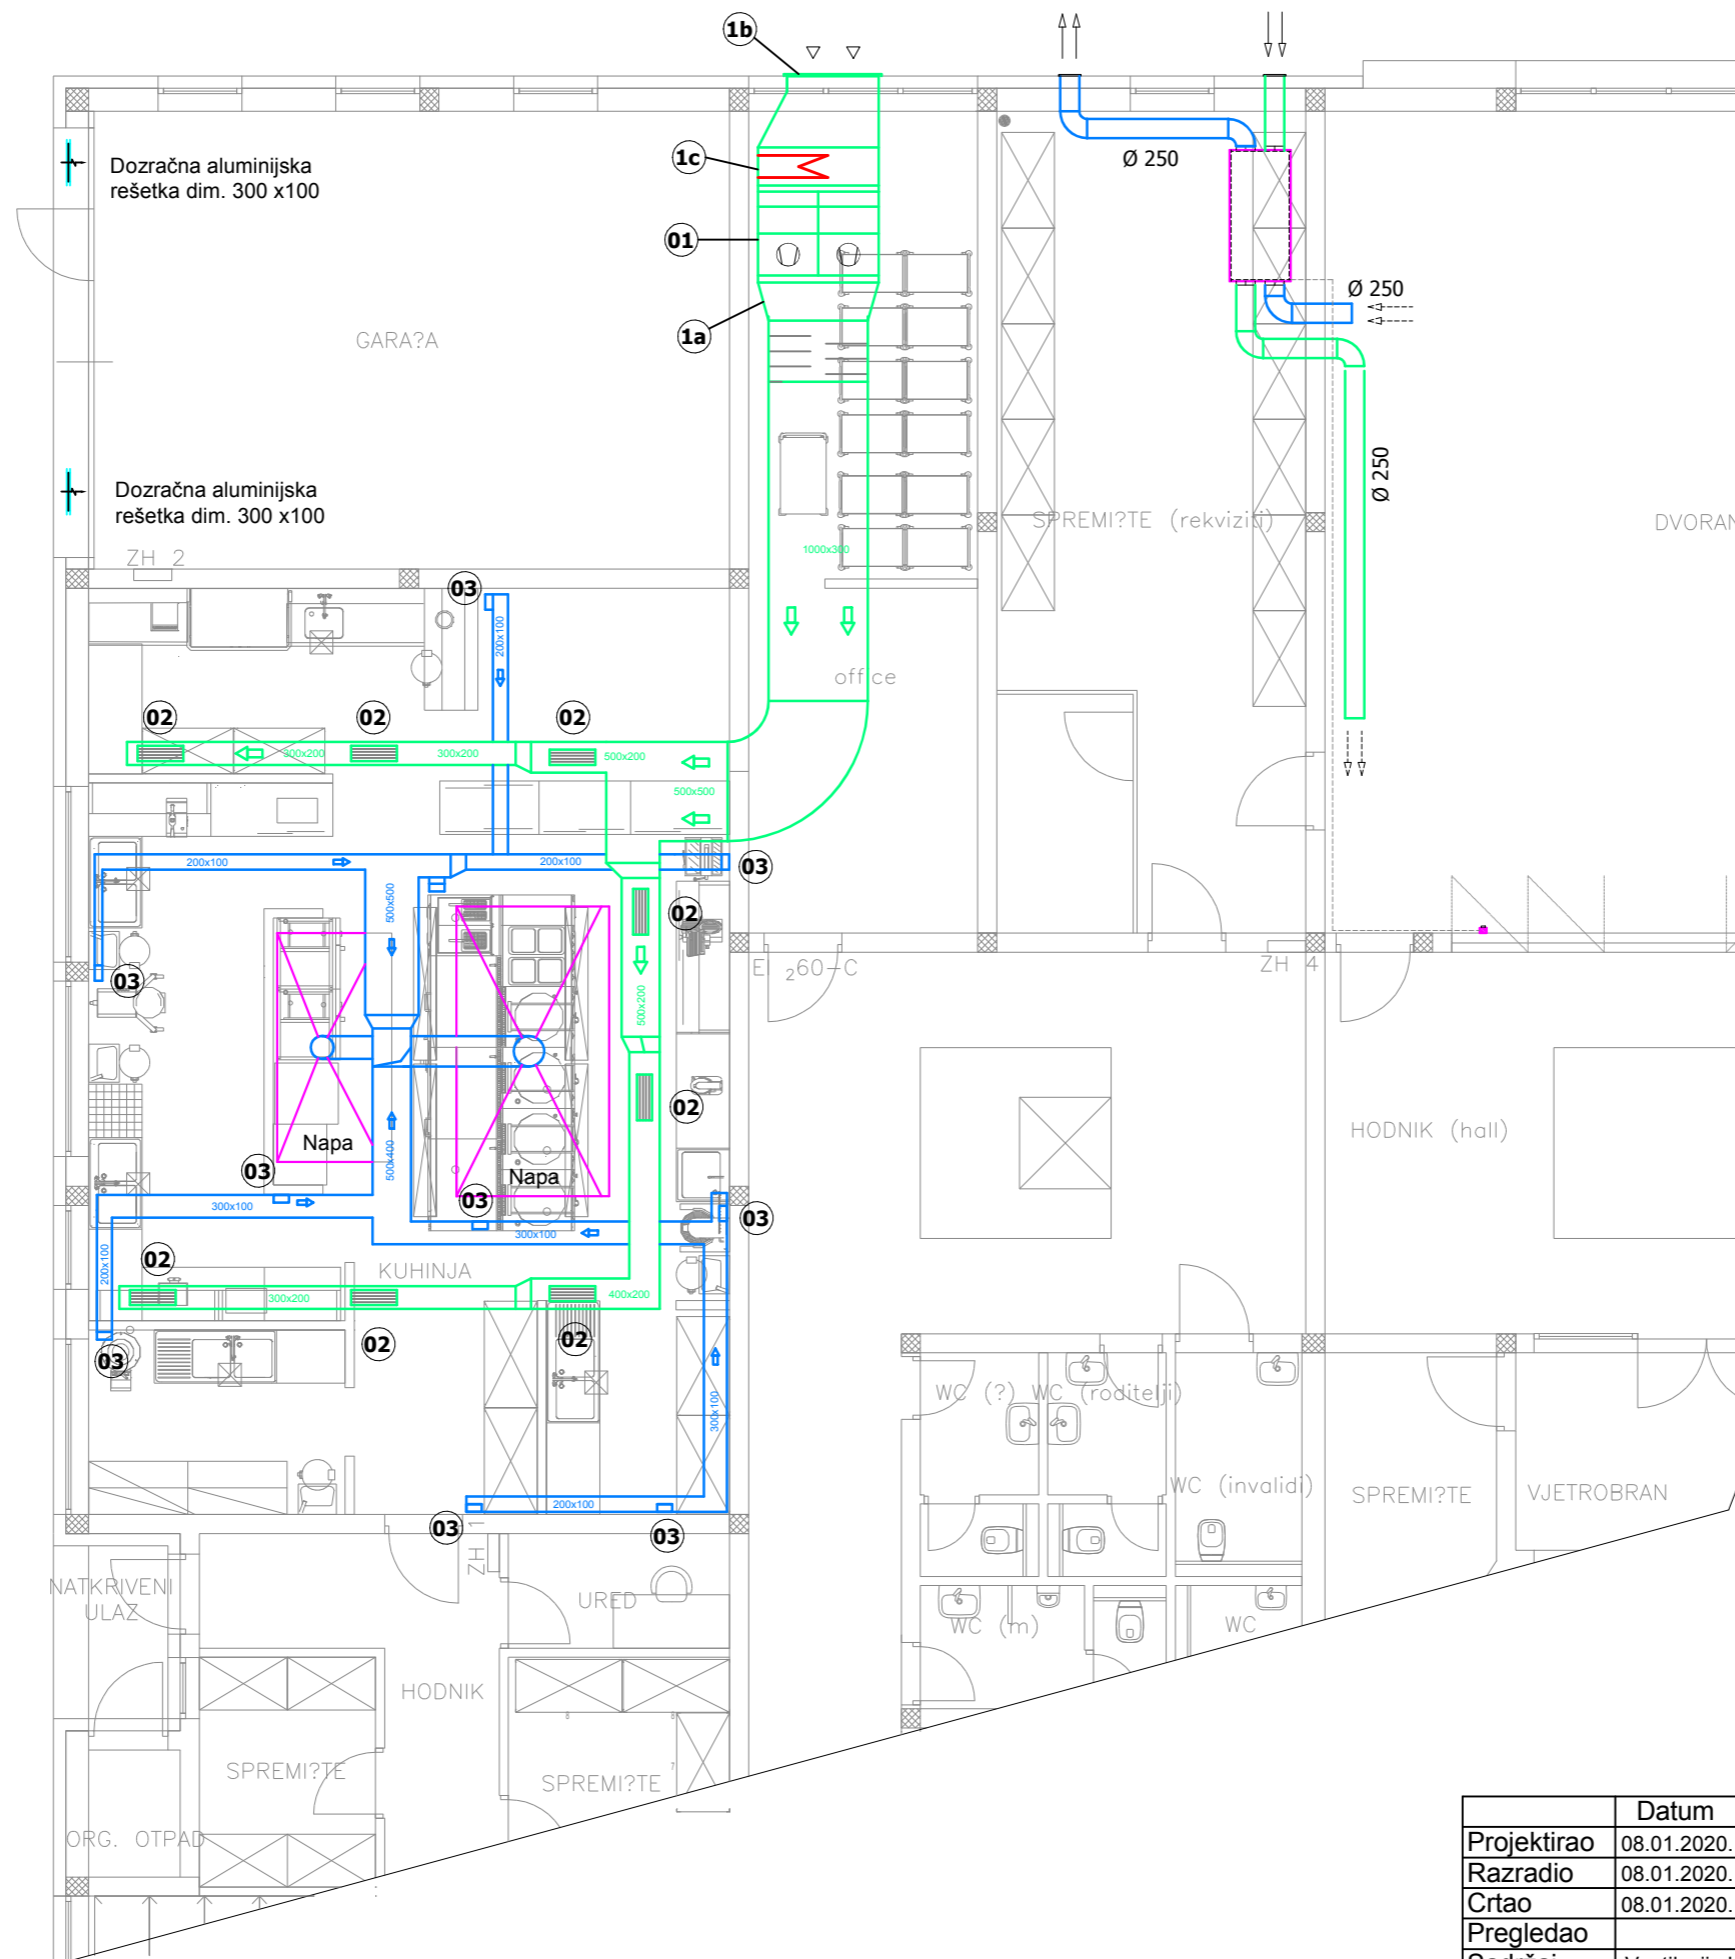 1b
1c
01
1a
Ø 250
Ø 250
Ø 250
Dozračna aluminijska
rešetka dim. 300 x100
GARA?A
Dozračna aluminijska
rešetka dim. 300 x100
ZH 2
SPREMI?TE (rekviziti)
DVORAN
1000x300
office
03
200x100
02
02
02
300x200
300x200
500x200
500x500
200x100
200x100
03
500x500
02
03
EI 260-C
ZH 4
500x200
02
Napa
Napa
500x400
HODNIK (hall)
03
03
03
300x100
300x100
02
200x100
KUHINJA
300x200
400x200
02
02
03
300x100
WC (?)
WC (roditelji)
WC (invalidi)
SPREMI?TE
VJETROBRAN
200x100
03
03
ZH 1
NATKRIVENI
ULAZ
URED
WC (m)
WC
HODNIK
SPREMI?TE
SPREMI?TE
ORG. OTPAD
Datum
Projektirao 08.01.2020.
Razradio 08.01.2020.
Crtao 08.01.2020.
Pregledao